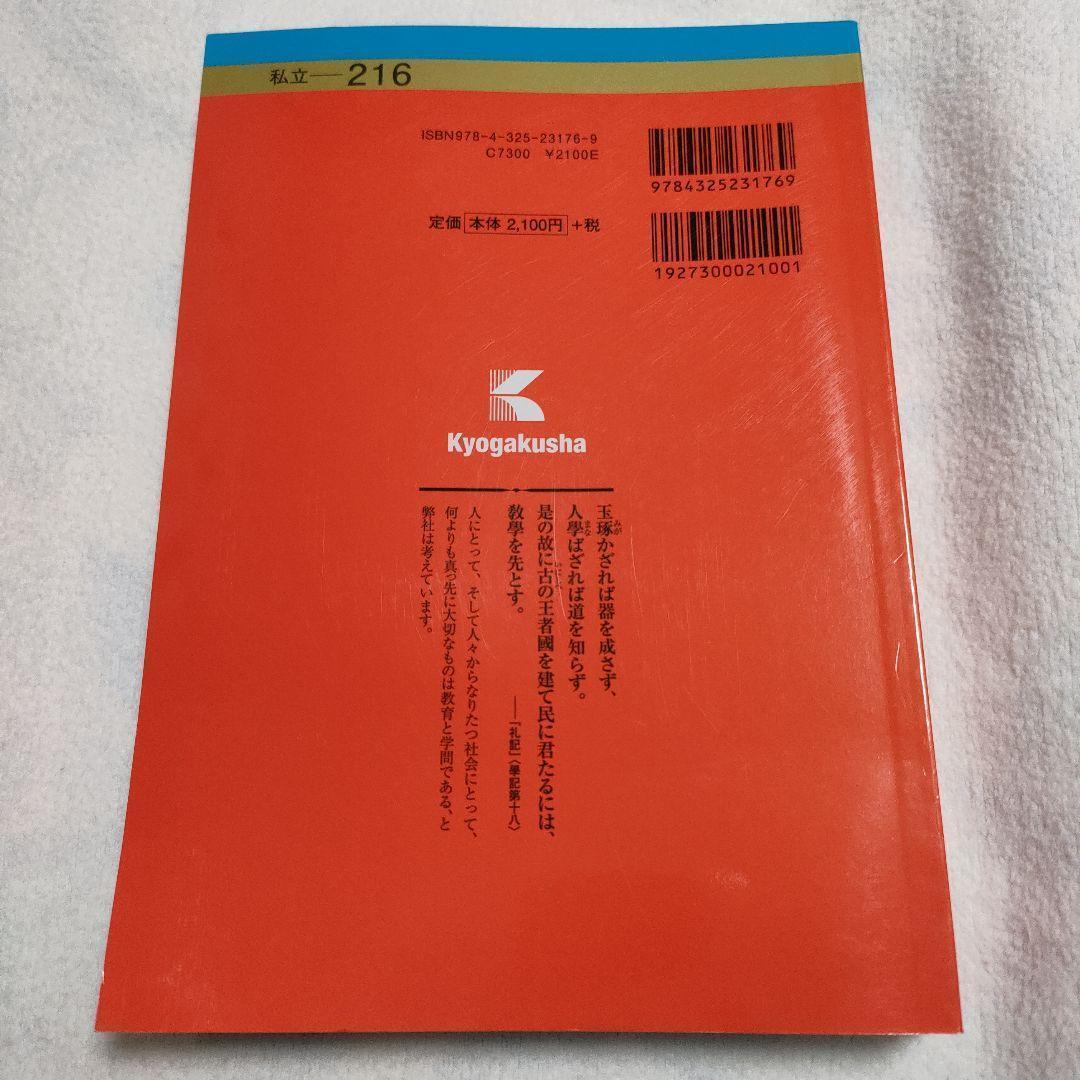 私立―216
ISBN978-4-325-23176-9
C7300 ¥2100E
9784325231769
定価 本体 2,100円 +税
1927300021001
Kyogakusha
玉琢かざれば器を成さず、
人學ばざれば道を知らず。
是の故に古の王者國を建て民に君たるには、
教學を先とす。
――「礼記」〈學記第十八〉
人にとって、そして人々からなりたつ社会にとって、
何よりも真っ先に大切なものは教育と学問である、と
弊社は考えています。